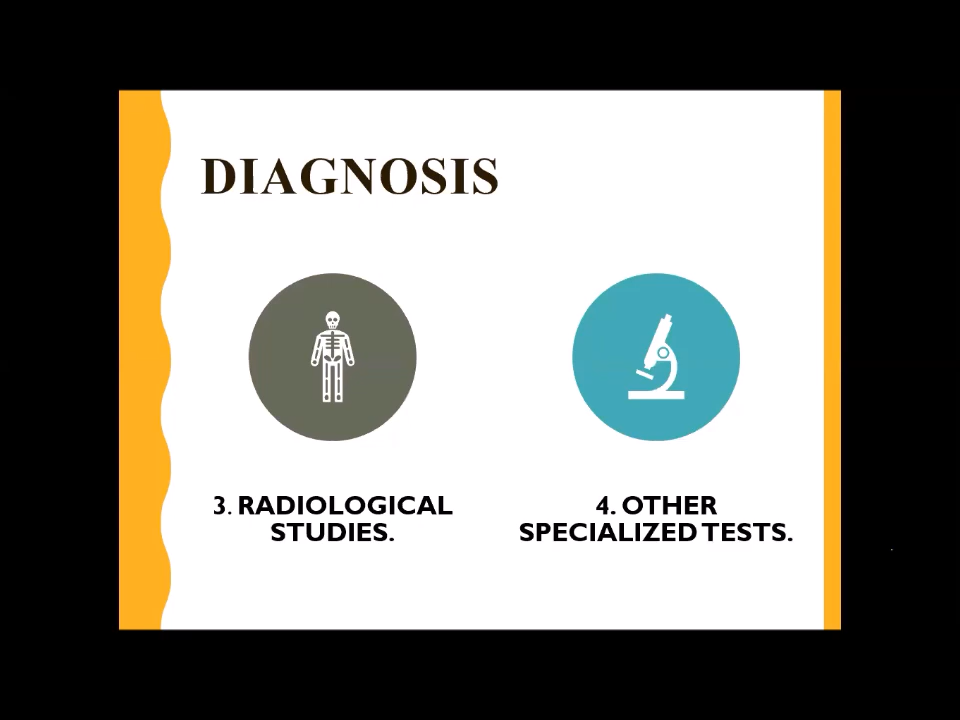 DIAGNOSIS
3. RADIOLOGICAL
STUDIES.
4. OTHER
SPECIALIZED TESTS.